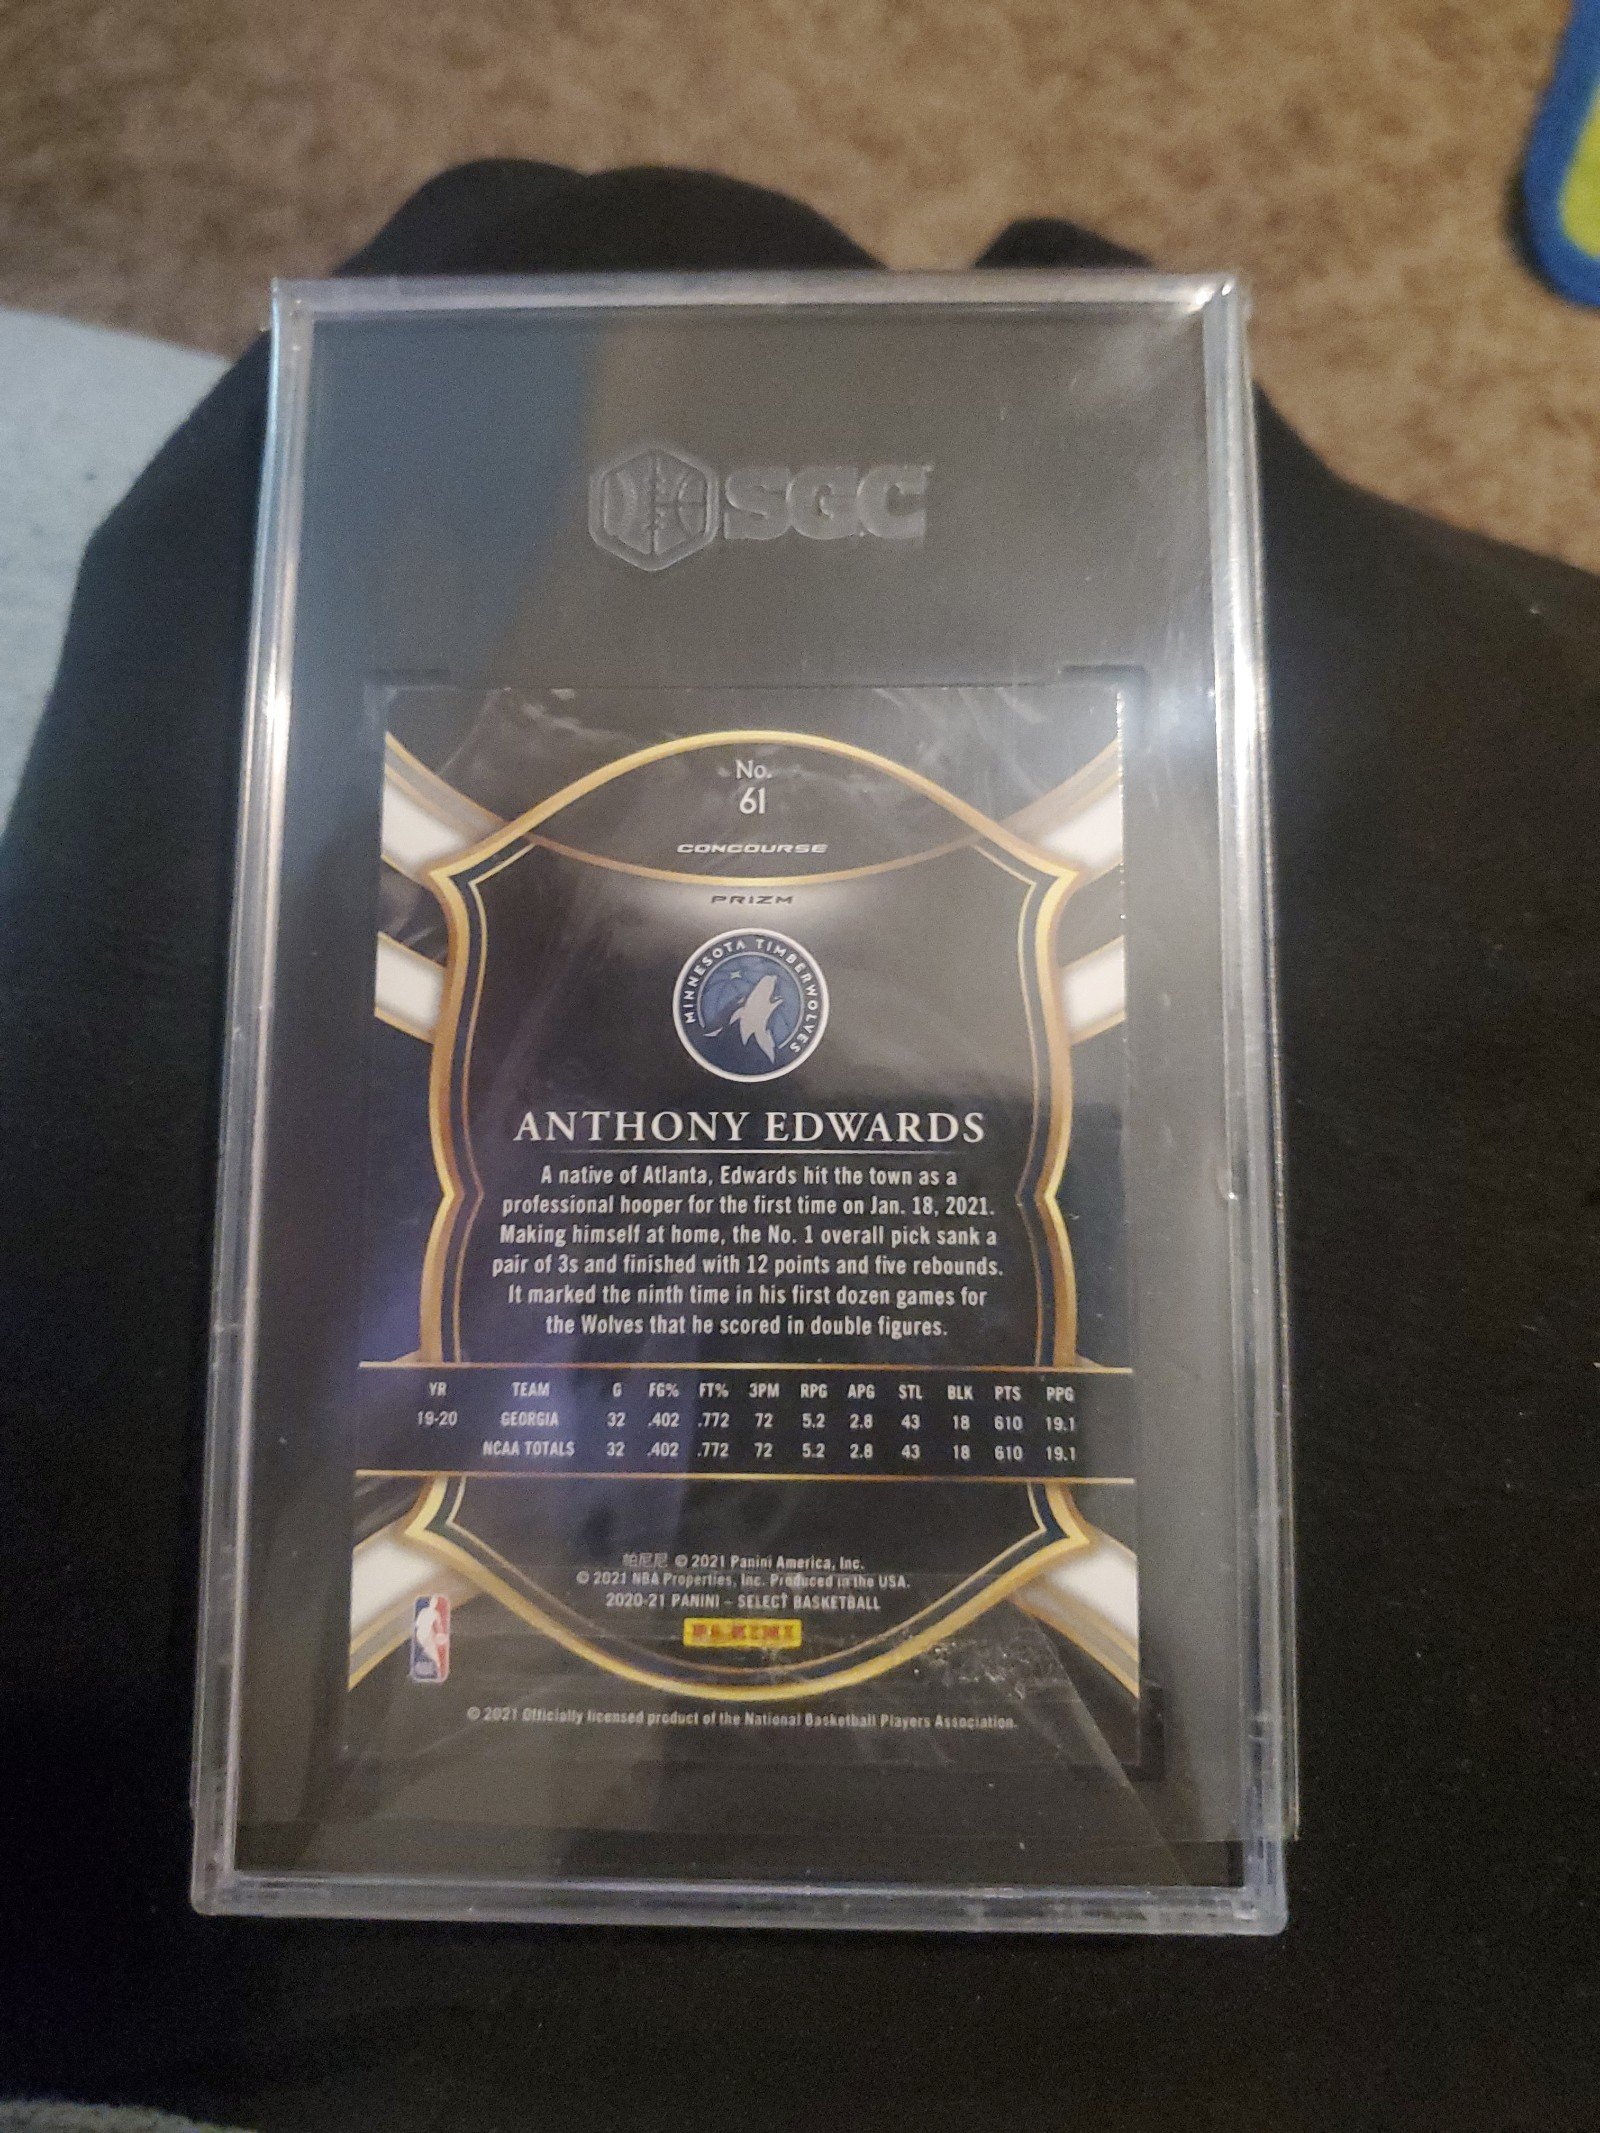 SGC
No.
61
CONCOURSE
PRIZM
MINNESOTA TIMBERWOLVES
ANTHONY EDWARDS
A native of Atlanta, Edwards hit the town as a
professional hooper for the first time on Jan. 18, 2021.
Making himself at home, the No. 1 overall pick sank a
pair of 3s and finished with 12 points and five rebounds.
It marked the ninth time in his first dozen games for
the Wolves that he scored in double figures.
YR TEAM G FG% FT% 3PM RPG APG STL BLK PTS PPG
19-20 GEORGIA 32 .402 .772 72 5.2 2.8 43 18 610 19.1
NCAA TOTALS 32 .402 .772 72 5.2 2.8 43 18 610 19.1
帕尼尼 © 2021 Panini America, Inc.
© 2021 NBA Properties, Inc. Produced in the USA.
2020-21 PANINI – SELECT BASKETBALL
PANINI
© 2021 Officially licensed product of the National Basketball Players Association.